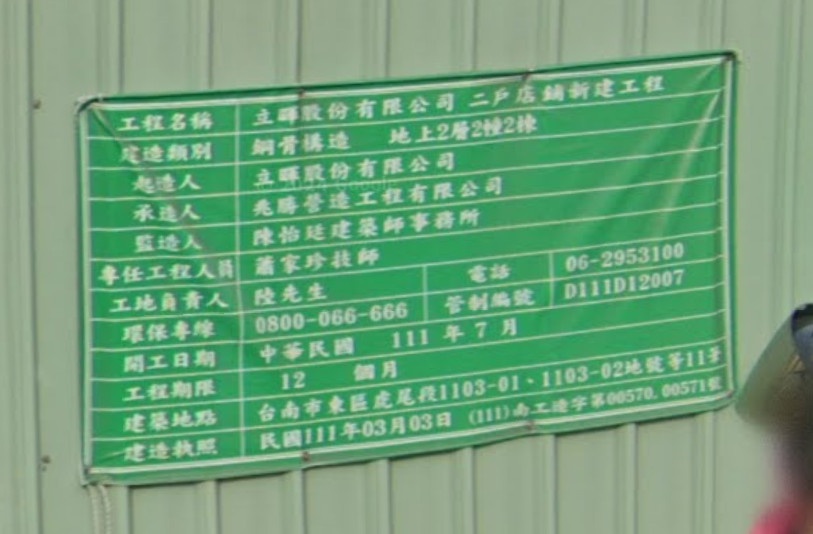 工程名稱 立暉股份有限公司 二戶店鋪新建工程
建造類別 鋼骨構造 地上2層2幢2棟
起造人 立暉股份有限公司
承造人 兆勝營造工程有限公司
監造人 陳怡廷建築師事務所
專任工程人員 蕭家珍技師
工地負責人 陸先生 電話 06-2953100
環保專線 0800-066-666 管制編號 D111D12007
開工日期 中華民國 111 年 7 月
工程期限 12 個月
建築地點 台南市東區虎尾段1103-01、1103-02地號等11筆
建造執照 民國111年03月03日 (111)南工造字第00570.00571號